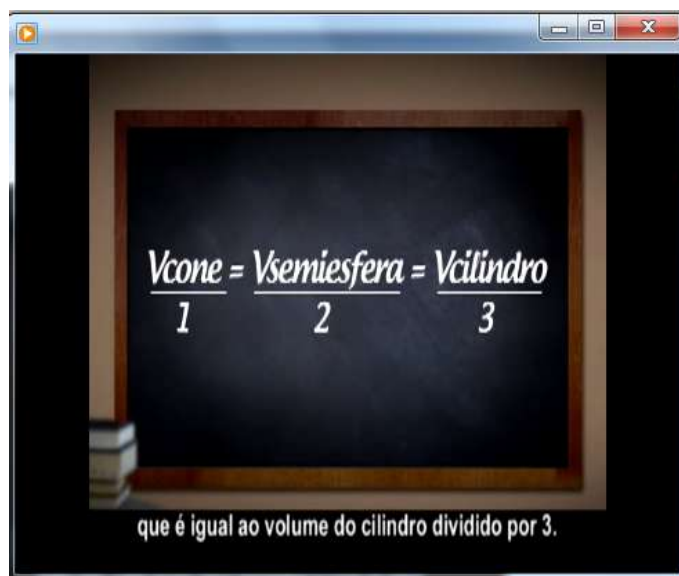 Vcone = Vsemiesfera = Vcilindro
1 2 3
que é igual ao volume do cilindro dividido por 3.